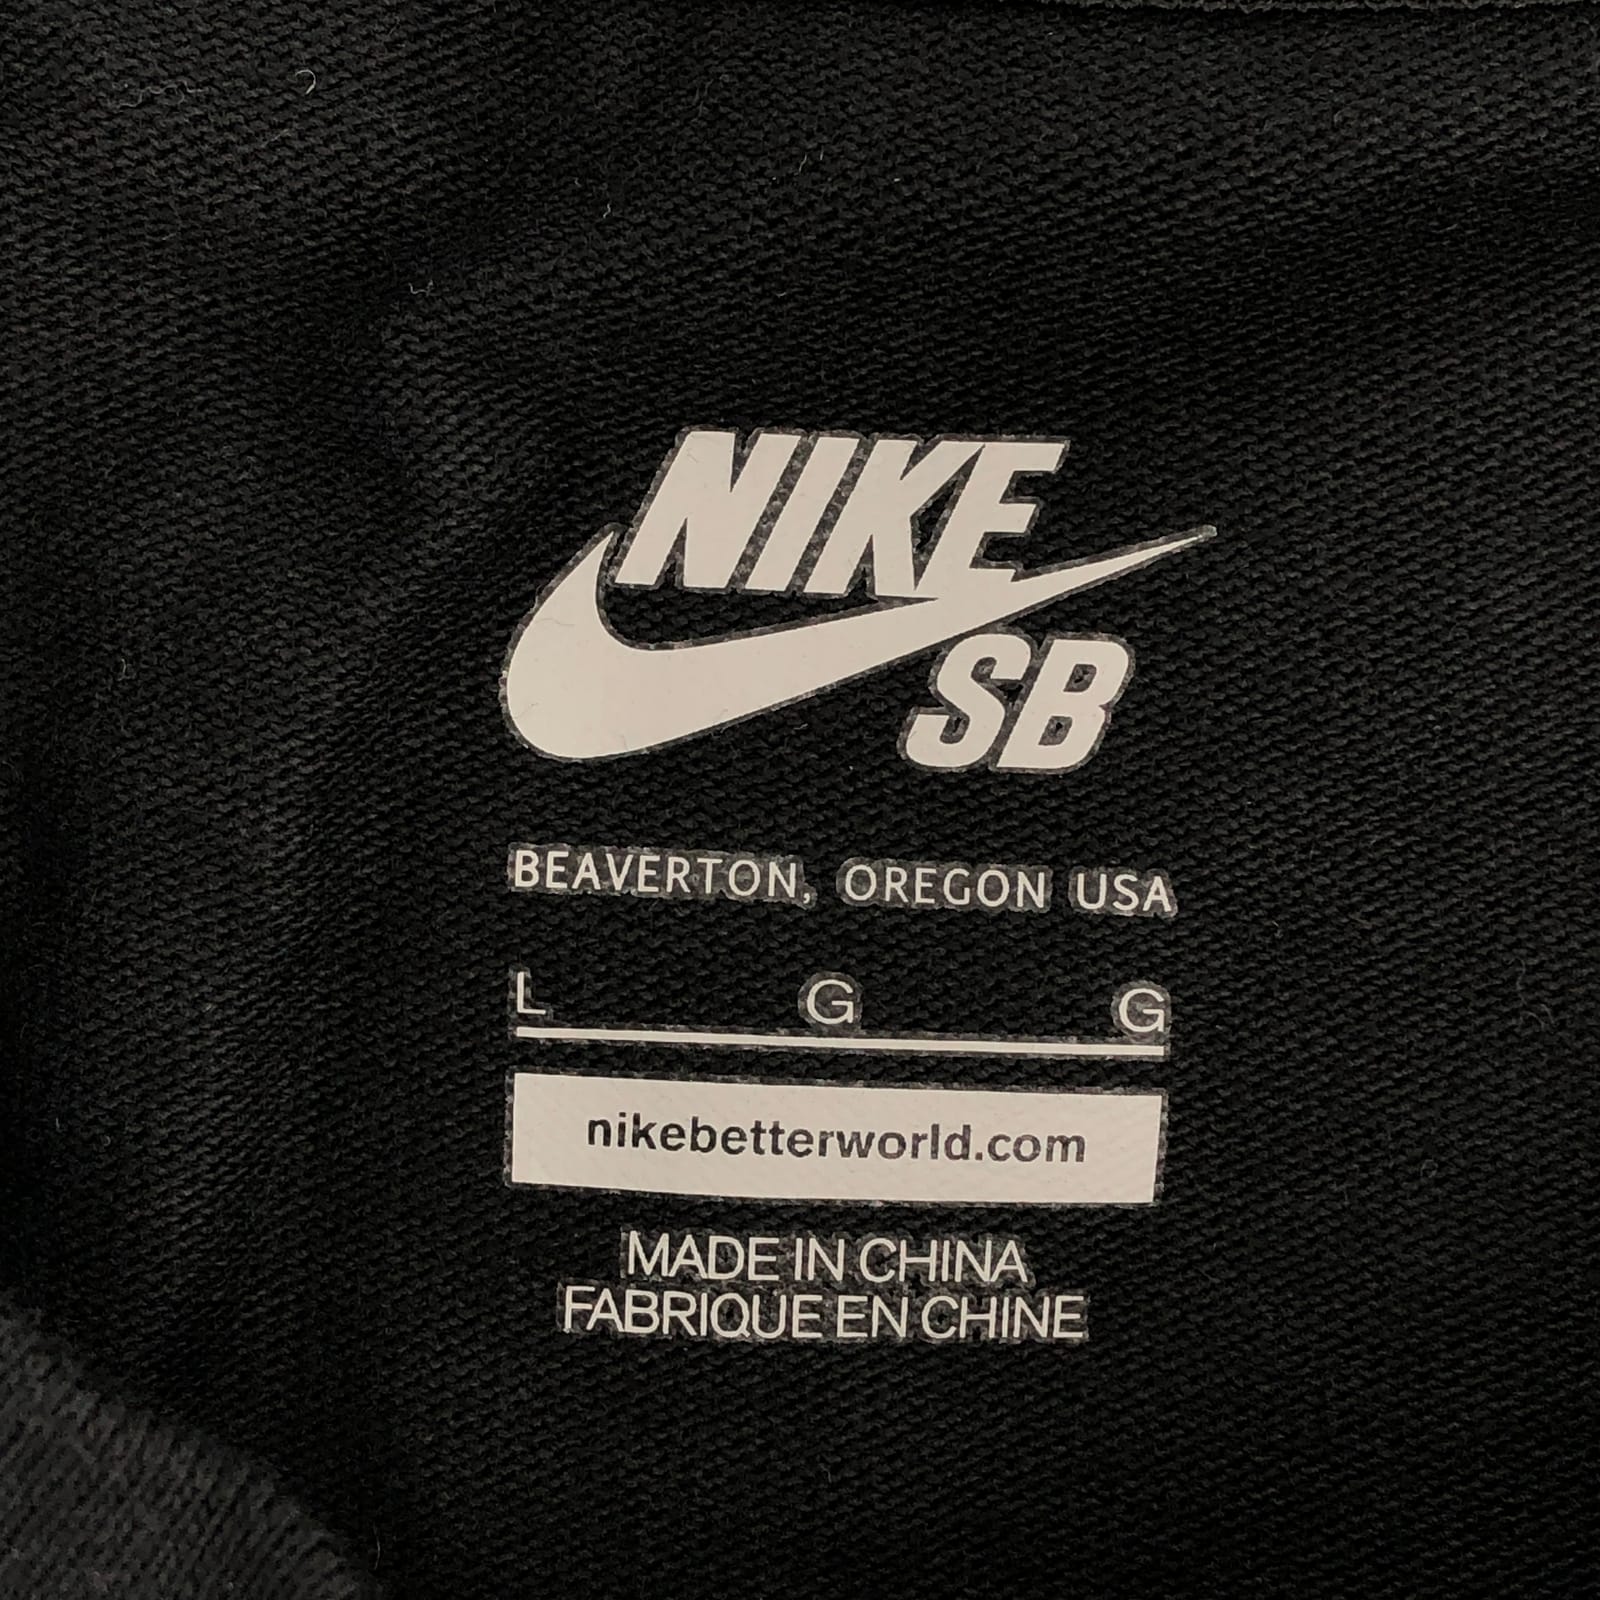 NIKE
SB
BEAVERTON, OREGON USA
L G G
nikebetterworld.com
MADE IN CHINA
FABRIQUE EN CHINE